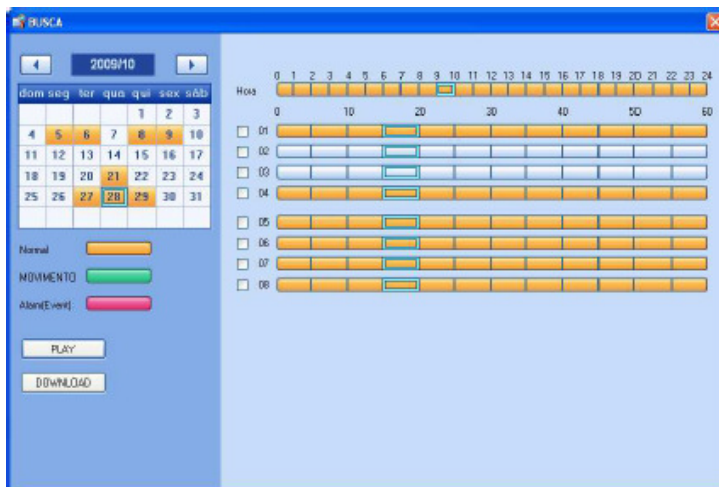 BUSCA
2009/10
dom seg ter qua qui sex sáb
1 2 3
4 5 6 7 8 9 10
11 12 13 14 15 16 17
18 19 20 21 22 23 24
25 26 27 28 29 30 31
Normal
MOVIMENTO
Alarm(Event)
PLAY
DOWNLOAD
0 1 2 3 4 5 6 7 8 9 10 11 12 13 14 15 16 17 18 19 20 21 22 23 24
Hora
0 10 20 30 40 50 60
01
02
03
04
05
06
07
08